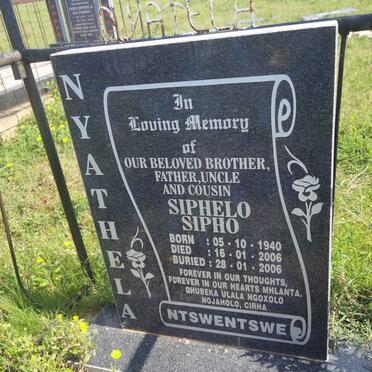 NYATHELA
In
Loving Memory
of
OUR BELOVED BROTHER,
FATHER,UNCLE
AND COUSIN
SIPHELO
SIPHO
BORN : 05 - 10 - 1940
DIED : 16 - 01 - 2006
BURIED : 28 - 01 - 2006
FOREVER IN OUR THOUGHTS,
FOREVER IN OUR HEARTS MHLANTA.
QHUBEKA ULALA NGOXOLO
NOJAHOLO, CIRHA
NTSWENTSWE